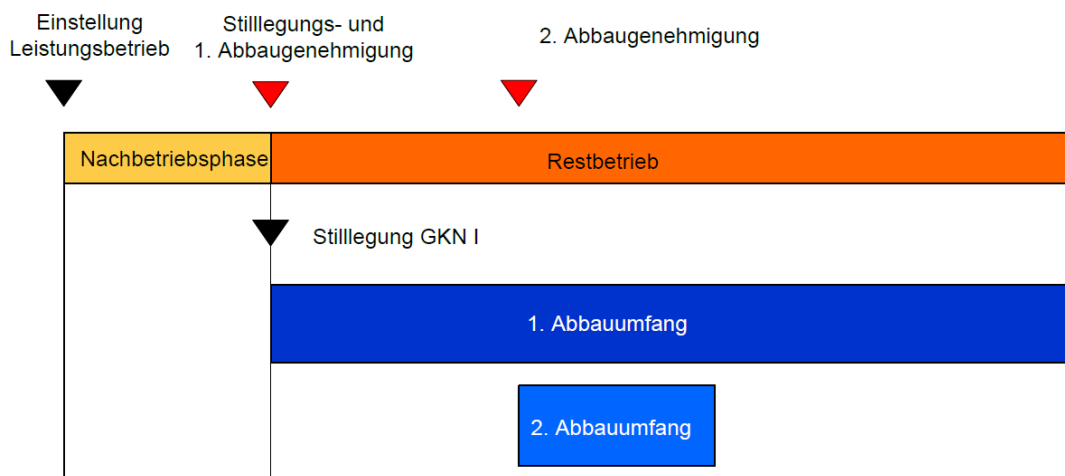 Einstellung
Leistungsbetrieb
Stilllegungs- und
1. Abbaugenehmigung
2. Abbaugenehmigung
Nachbetriebsphase
Restbetrieb
Stilllegung GKN I
1. Abbauumfang
2. Abbauumfang